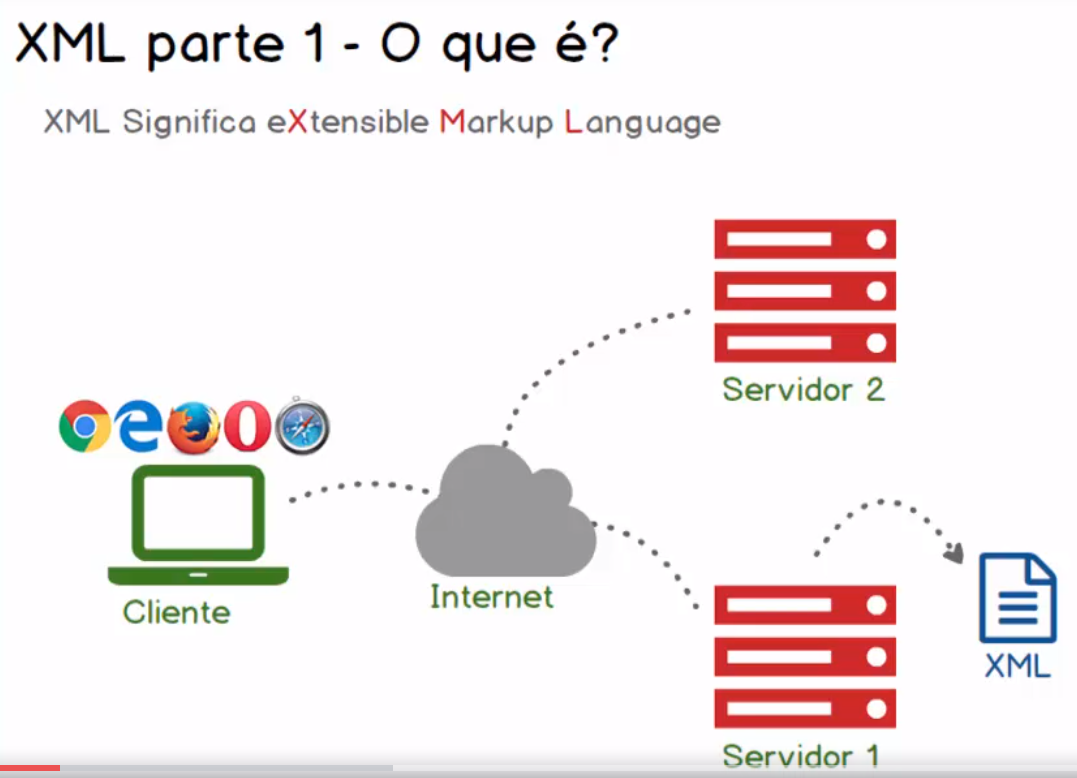 XML parte 1 - O que é?
XML Significa eXtensible Markup Language
Servidor 2
Cliente
Internet
XML
Servidor 1